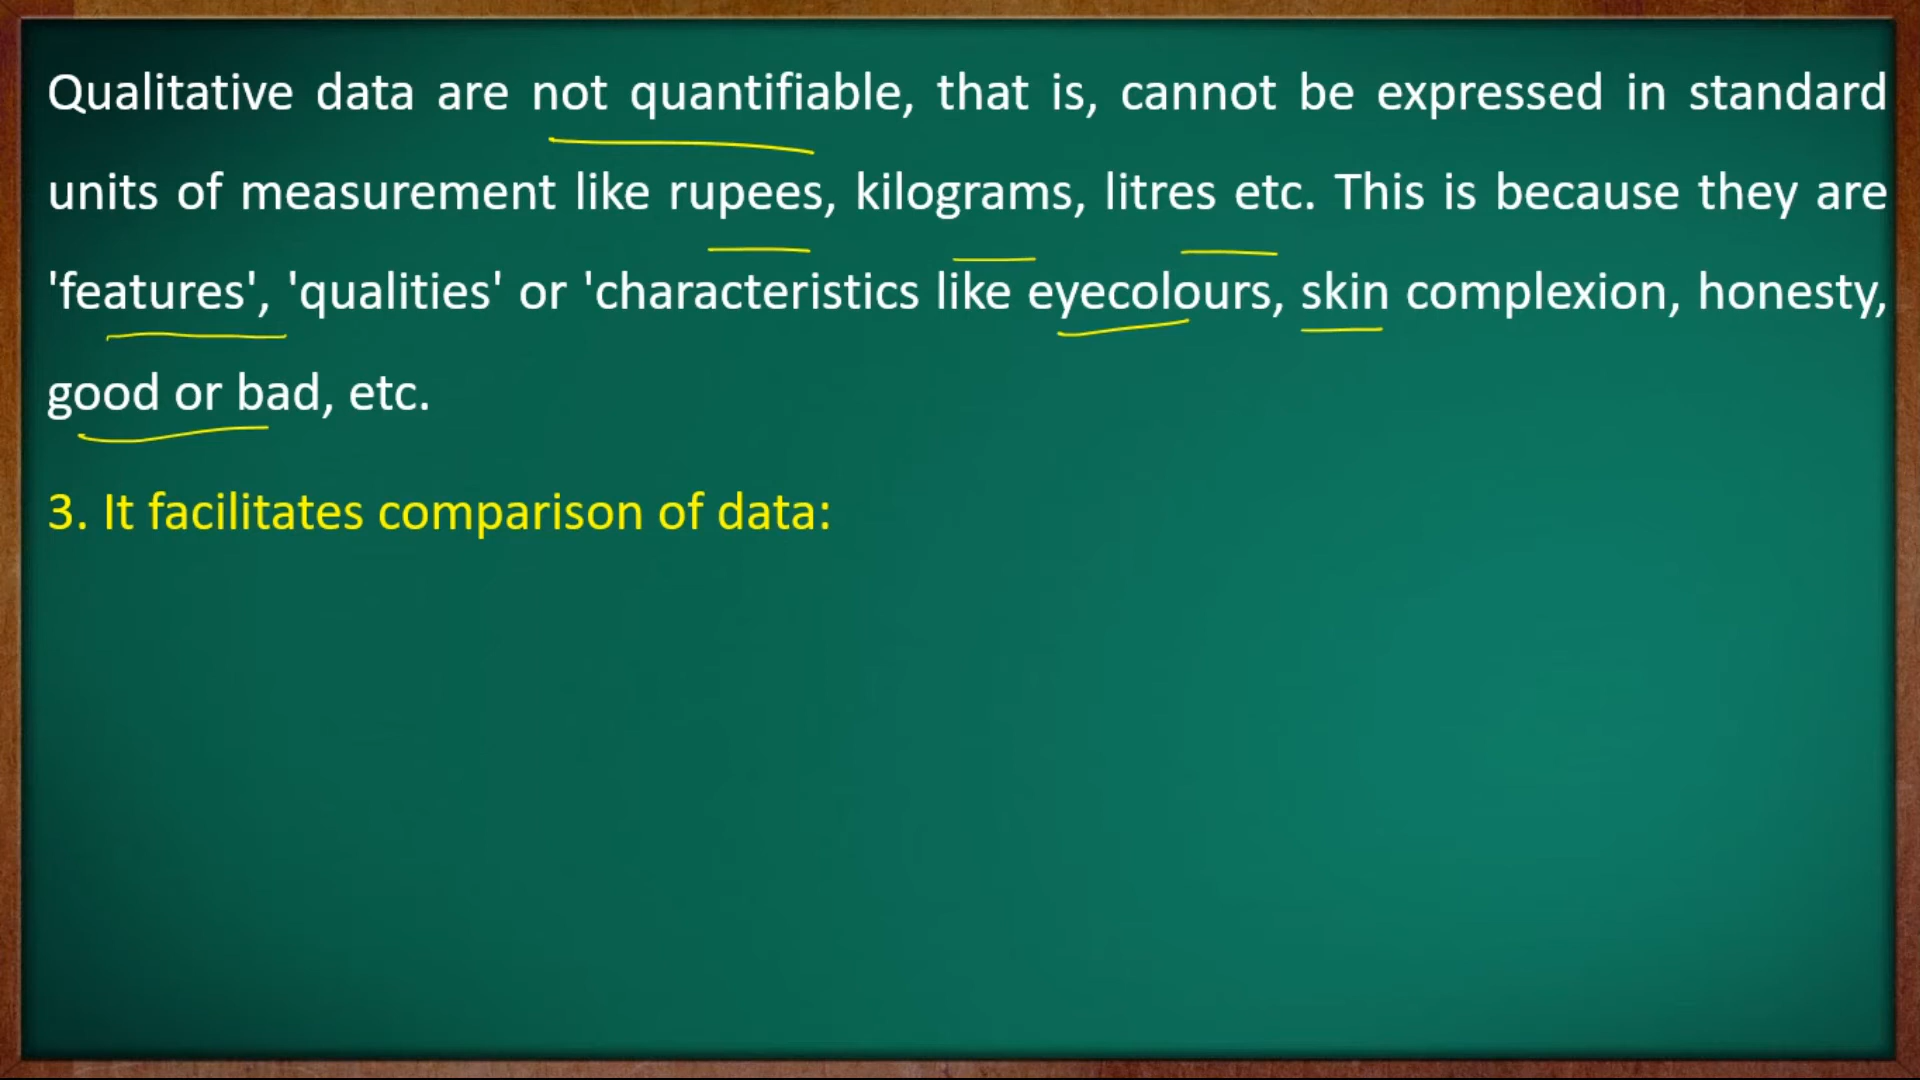 Qualitative data are not quantifiable, that is, cannot be expressed in standard
units of measurement like rupees, kilograms, litres etc. This is because they are
'features', 'qualities' or 'characteristics like eyecolours, skin complexion, honesty,
good or bad, etc.
3. It facilitates comparison of data: